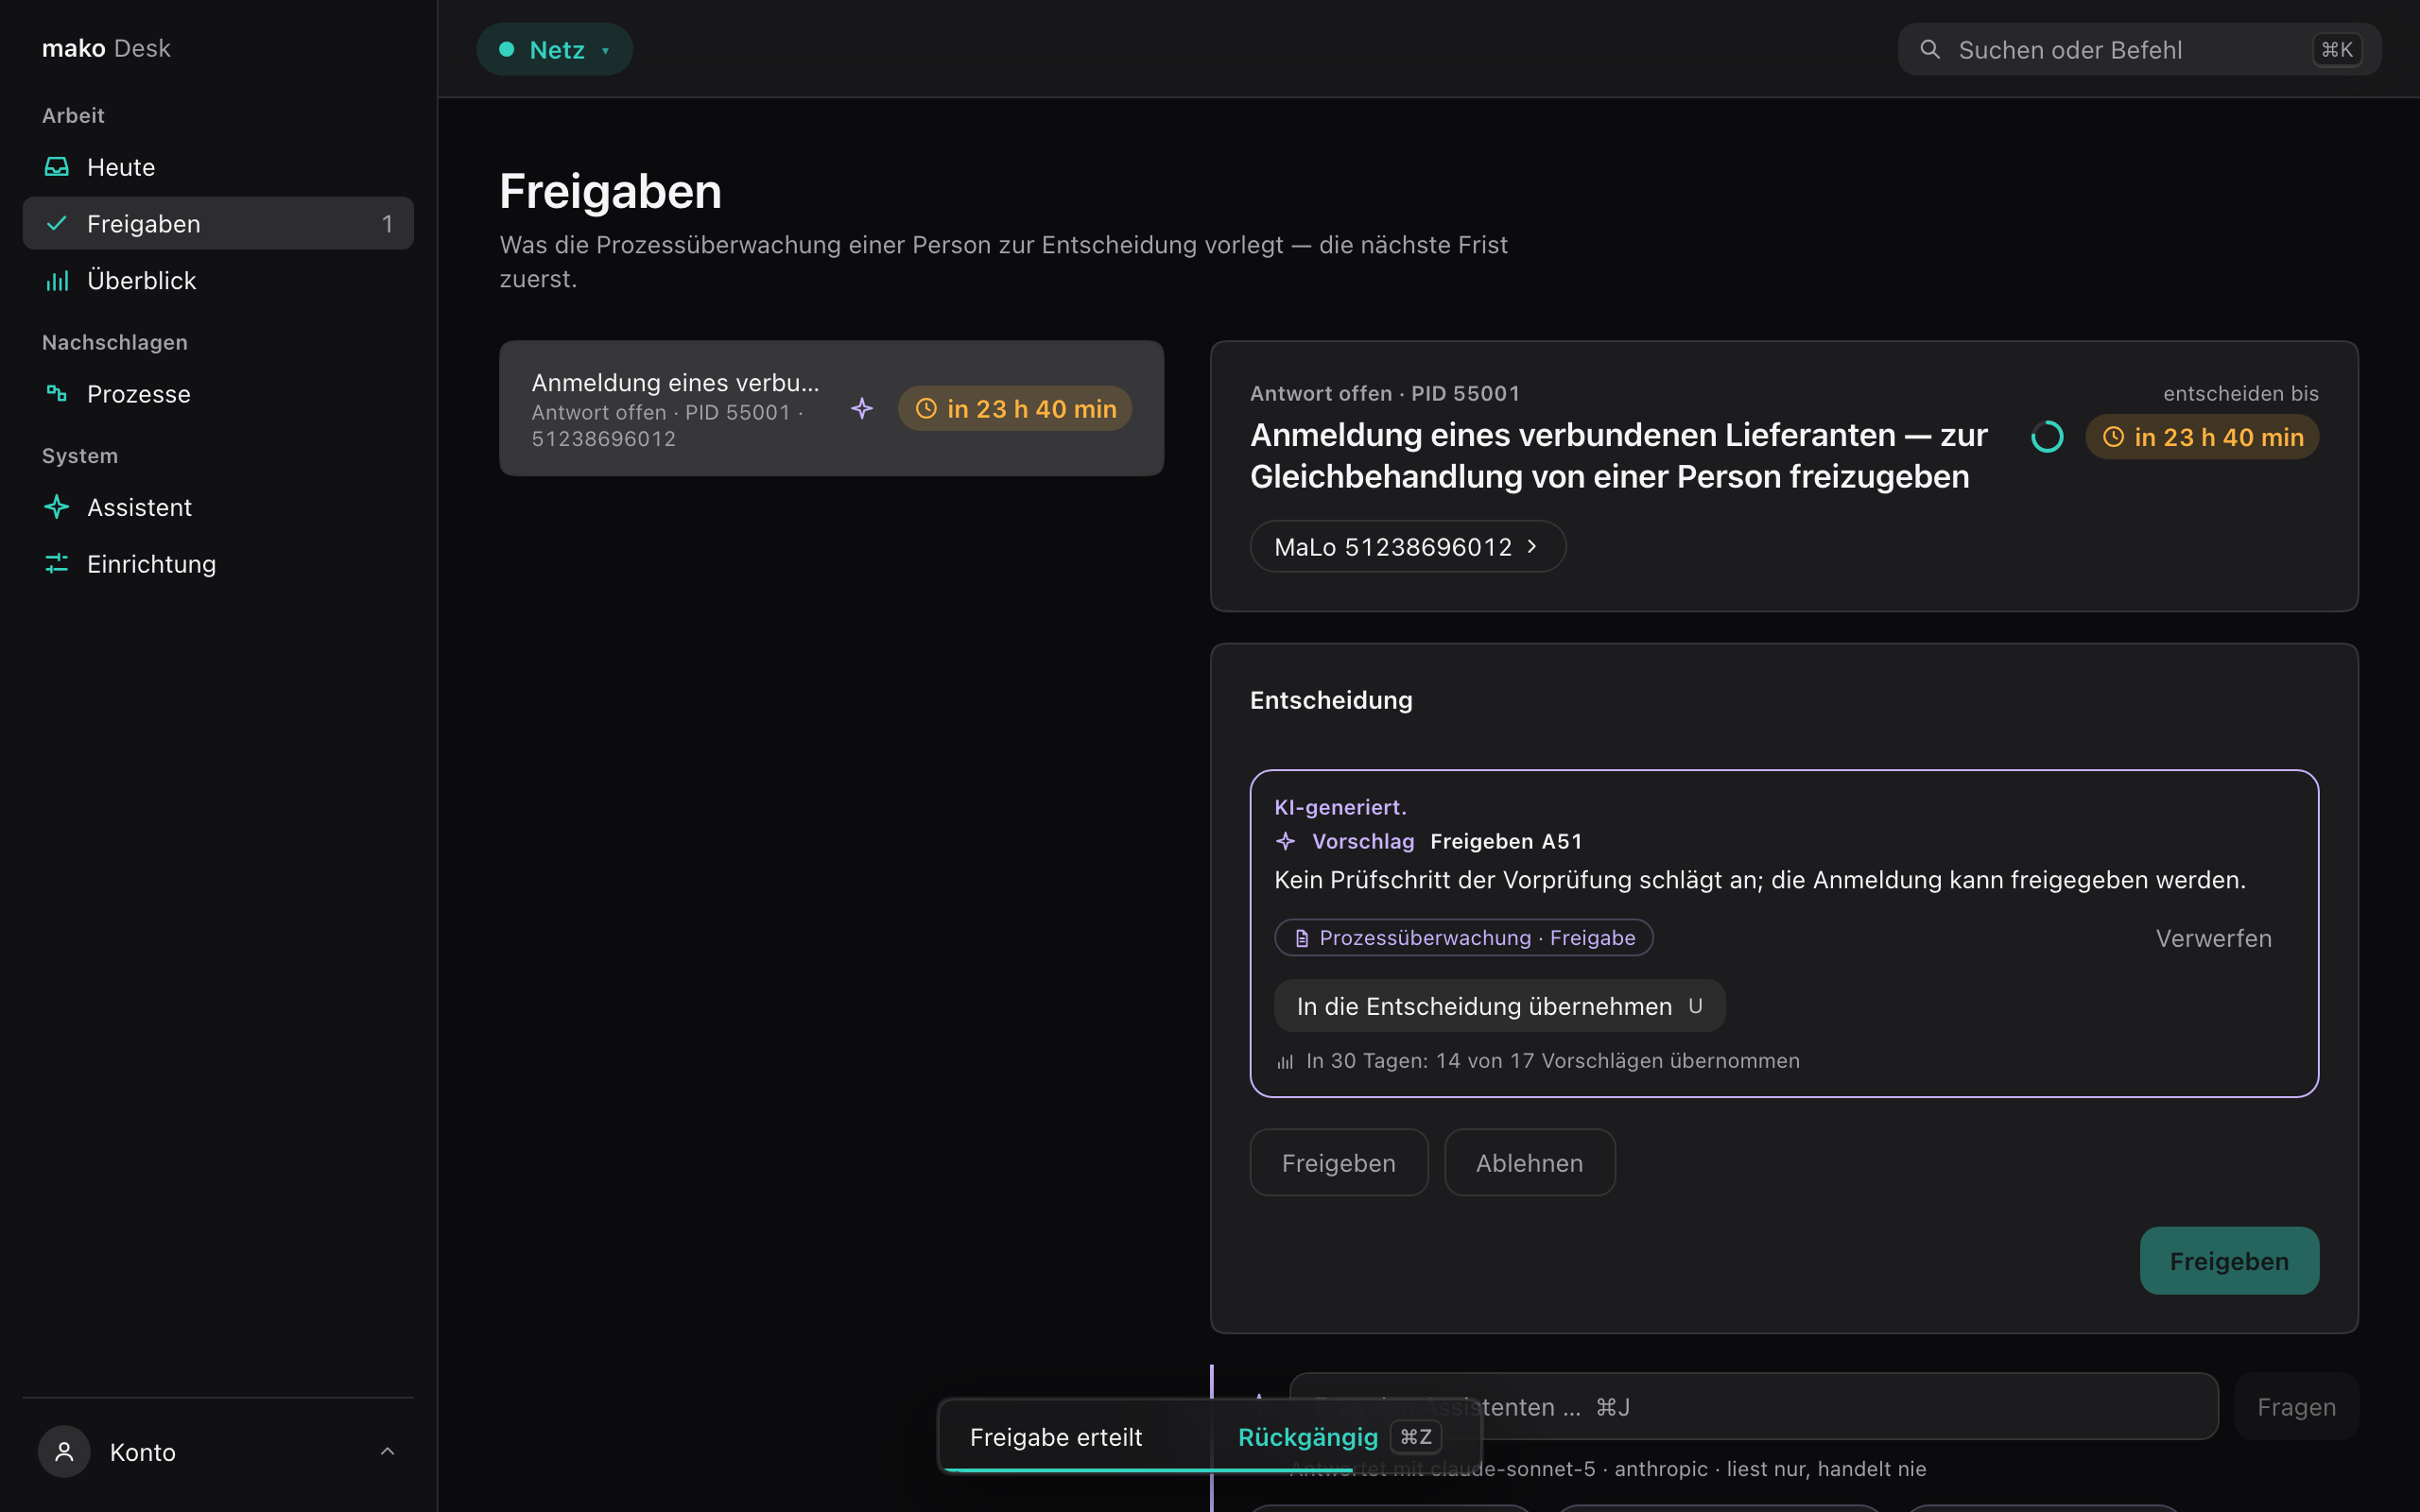 mako Desk
Arbeit
Heute
Freigaben 1
Überblick
Nachschlagen
Prozesse
System
Assistent
Einrichtung
Konto
Netz
Suchen oder Befehl ⌘K
Freigaben
Was die Prozessüberwachung einer Person zur Entscheidung vorlegt — die nächste Frist
zuerst.
Anmeldung eines verbu…
Antwort offen · PID 55001 ·
51238696012
in 23 h 40 min
Antwort offen · PID 55001
entscheiden bis
Anmeldung eines verbundenen Lieferanten — zur
Gleichbehandlung von einer Person freizugeben
in 23 h 40 min
MaLo 51238696012
Entscheidung
KI-generiert.
Vorschlag Freigeben A51
Kein Prüfschritt der Vorprüfung schlägt an; die Anmeldung kann freigegeben werden.
Prozessüberwachung · Freigabe
Verwerfen
In die Entscheidung übernehmen U
In 30 Tagen: 14 von 17 Vorschlägen übernommen
Freigeben
Ablehnen
Freigeben
Assistenten … ⌘J
Fragen
Freigabe erteilt
Rückgängig ⌘Z
Antwortet mit claude-sonnet-5 · anthropic · liest nur, handelt nie